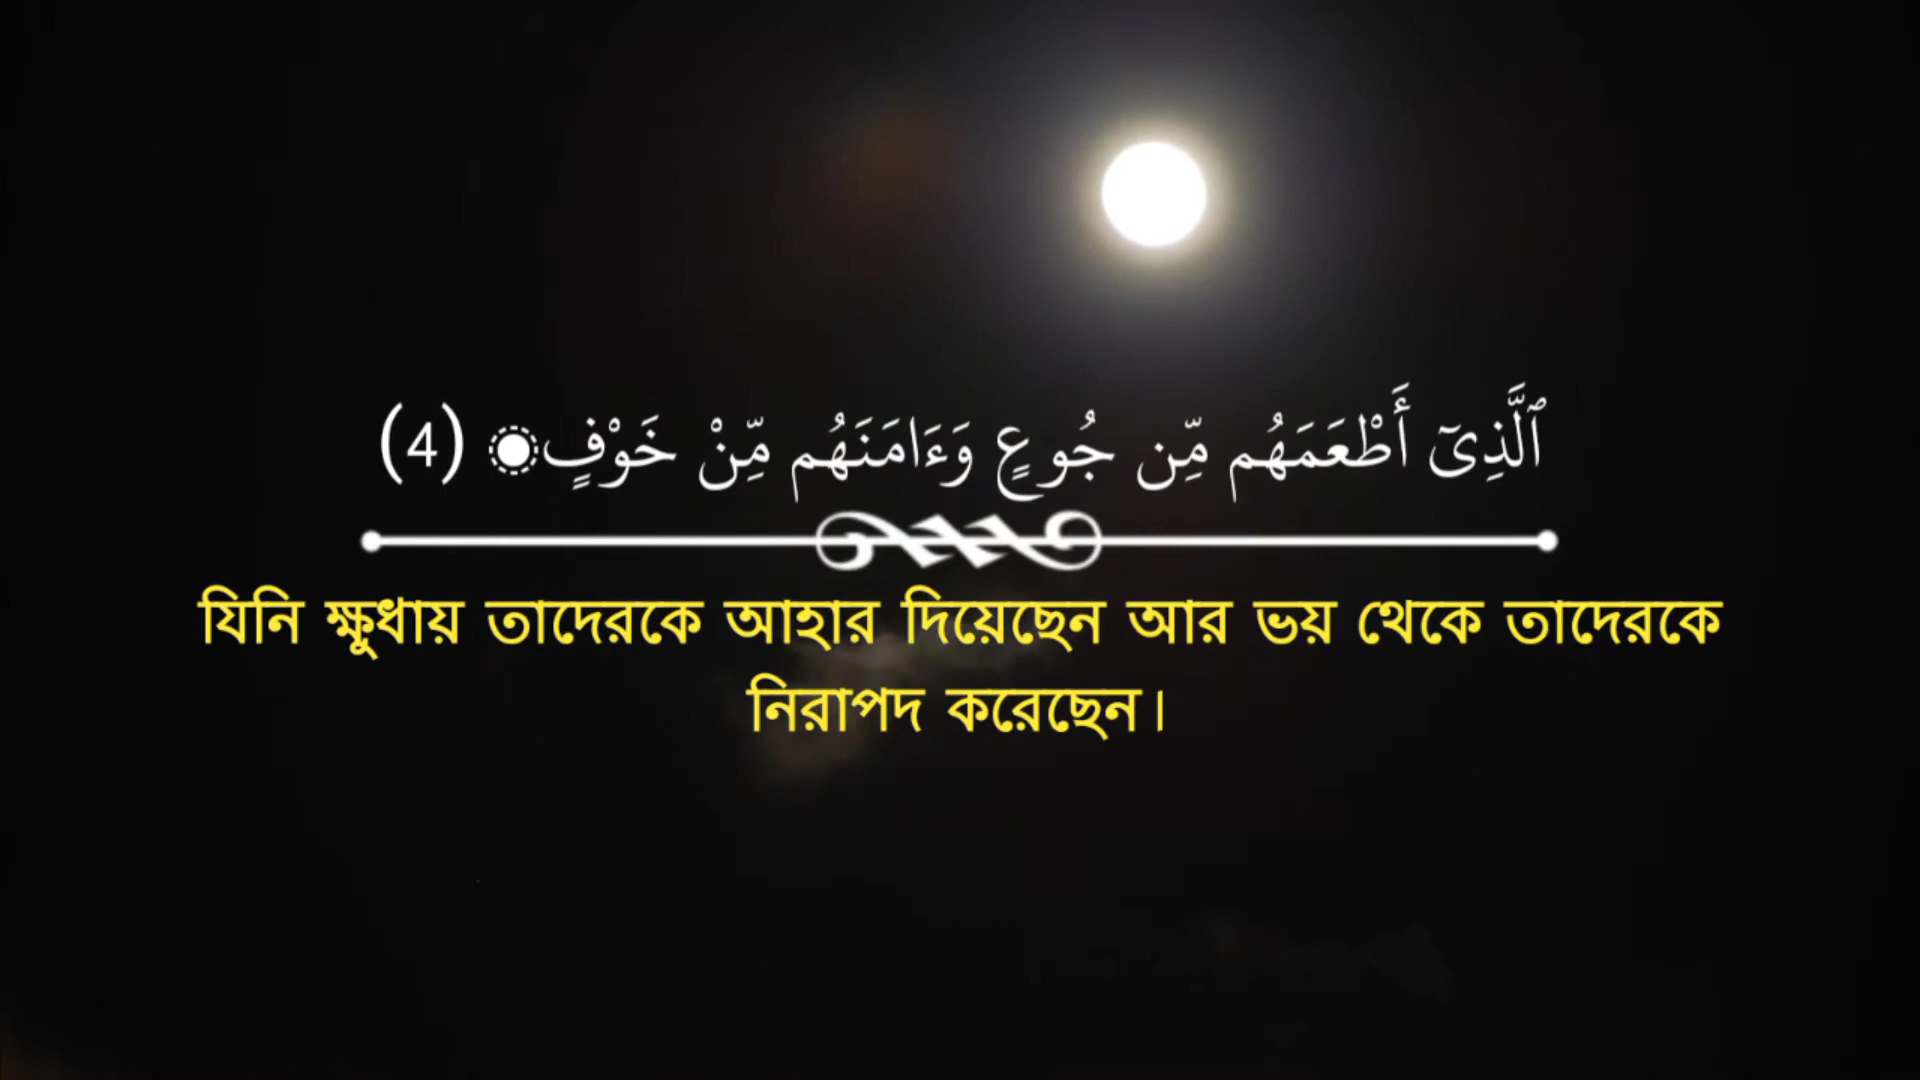 ٱلَّذِىٓ أَطْعَمَهُم مِّن جُوعٍ وَءَامَنَهُم مِّنْ خَوْفٍۭ (4)
যিনি ক্ষুধায় তাদেরকে আহার দিয়েছেন আর ভয় থেকে তাদেরকে
নিরাপদ করেছেন।